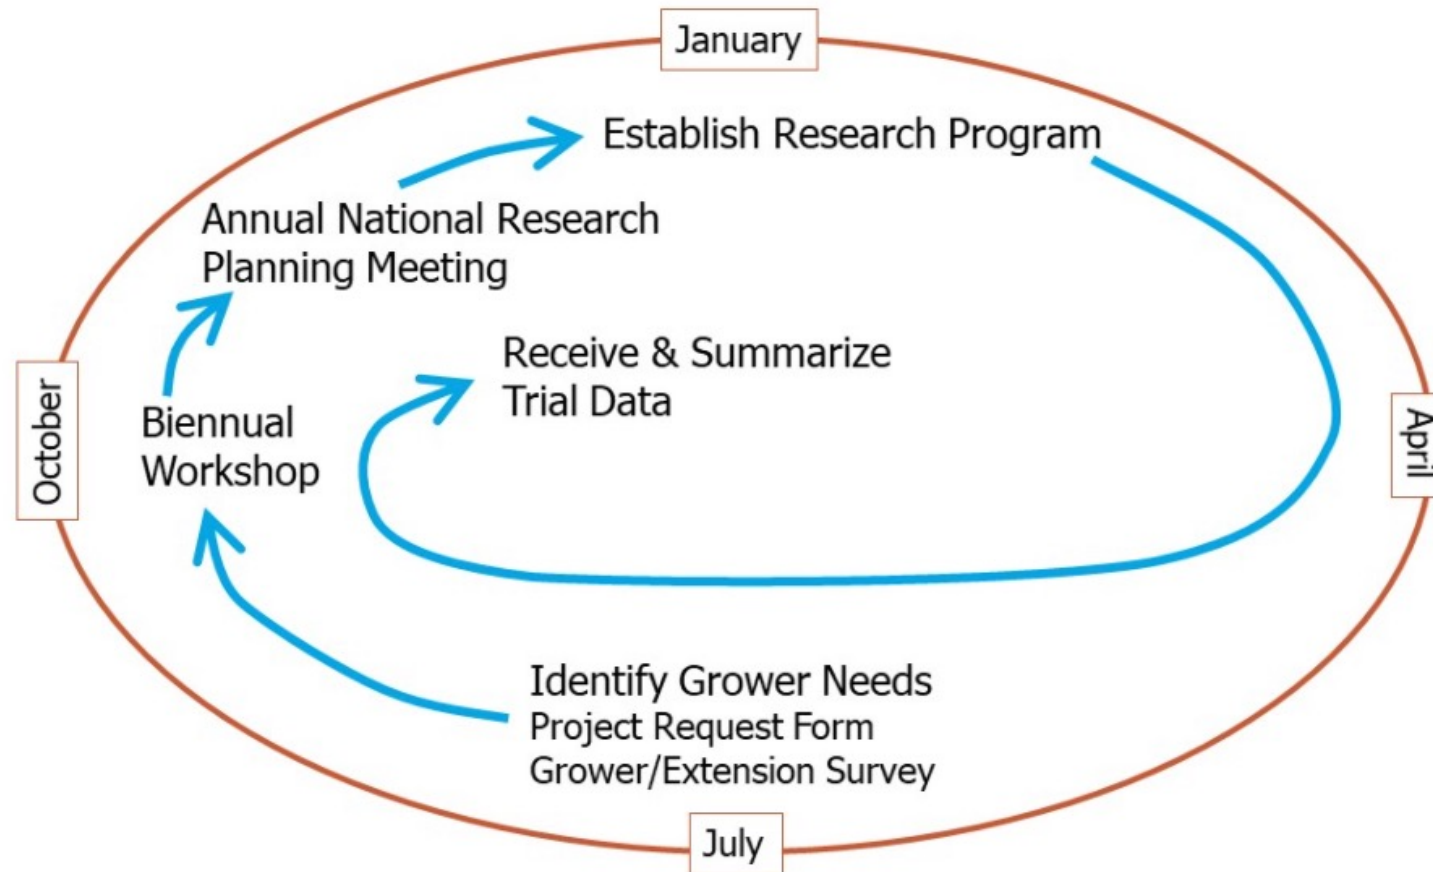 January
Establish Research Program
Annual National Research
Planning Meeting
Receive & Summarize
Trial Data
October
Biennual
Workshop
April
Identify Grower Needs
Project Request Form
Grower/Extension Survey
July